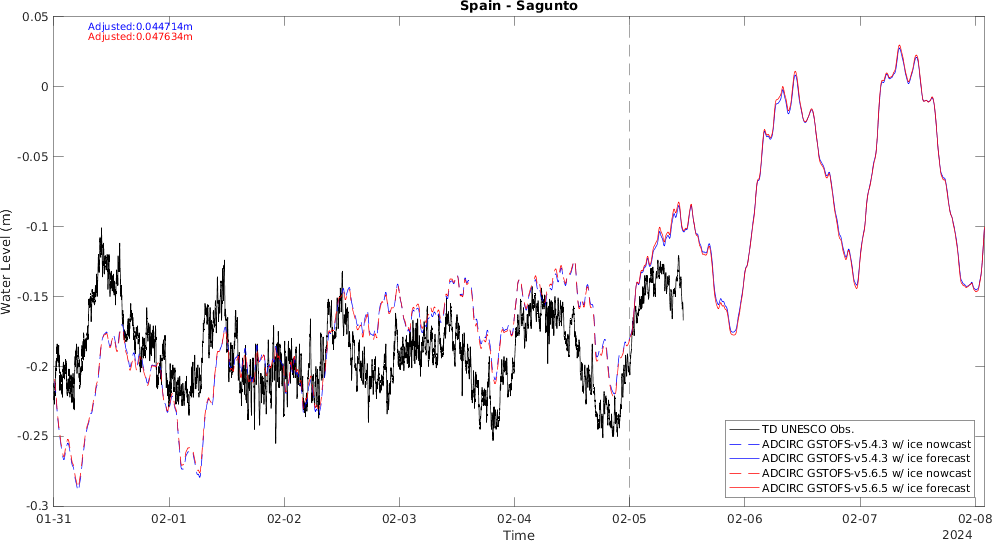 Spain - Sagunto
Adjusted:0.044714m
Adjusted:0.047634m
0.05
0
-0.05
-0.1
-0.15
-0.2
-0.25
-0.3
Water Level (m)
TD UNESCO Obs.
ADCIRC GSTOFS-v5.4.3 w/ ice nowcast
ADCIRC GSTOFS-v5.4.3 w/ ice forecast
ADCIRC GSTOFS-v5.6.5 w/ ice nowcast
ADCIRC GSTOFS-v5.6.5 w/ ice forecast
01-31 02-01 02-02 02-03 02-04 02-05 02-06 02-07 02-08
Time
2024